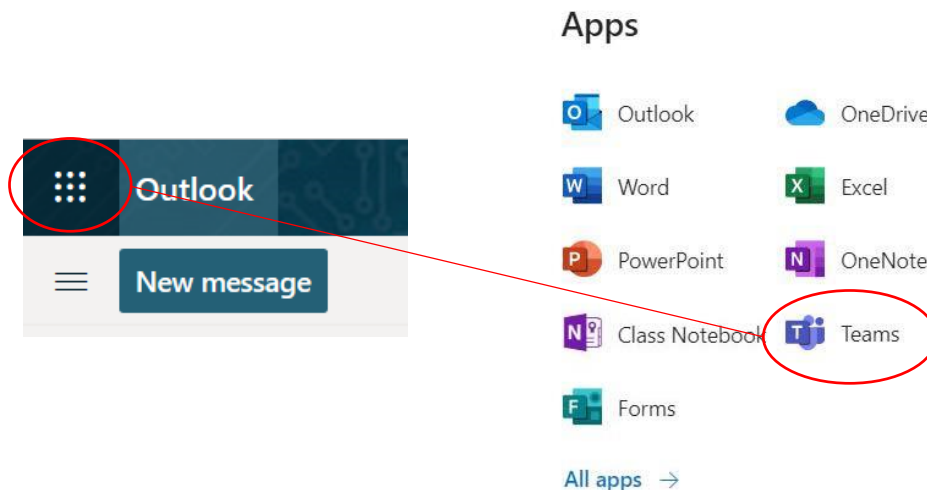 Outlook
New message
Apps
Outlook
OneDrive
Word
Excel
PowerPoint
OneNote
Class Notebook
Teams
Forms
All apps →